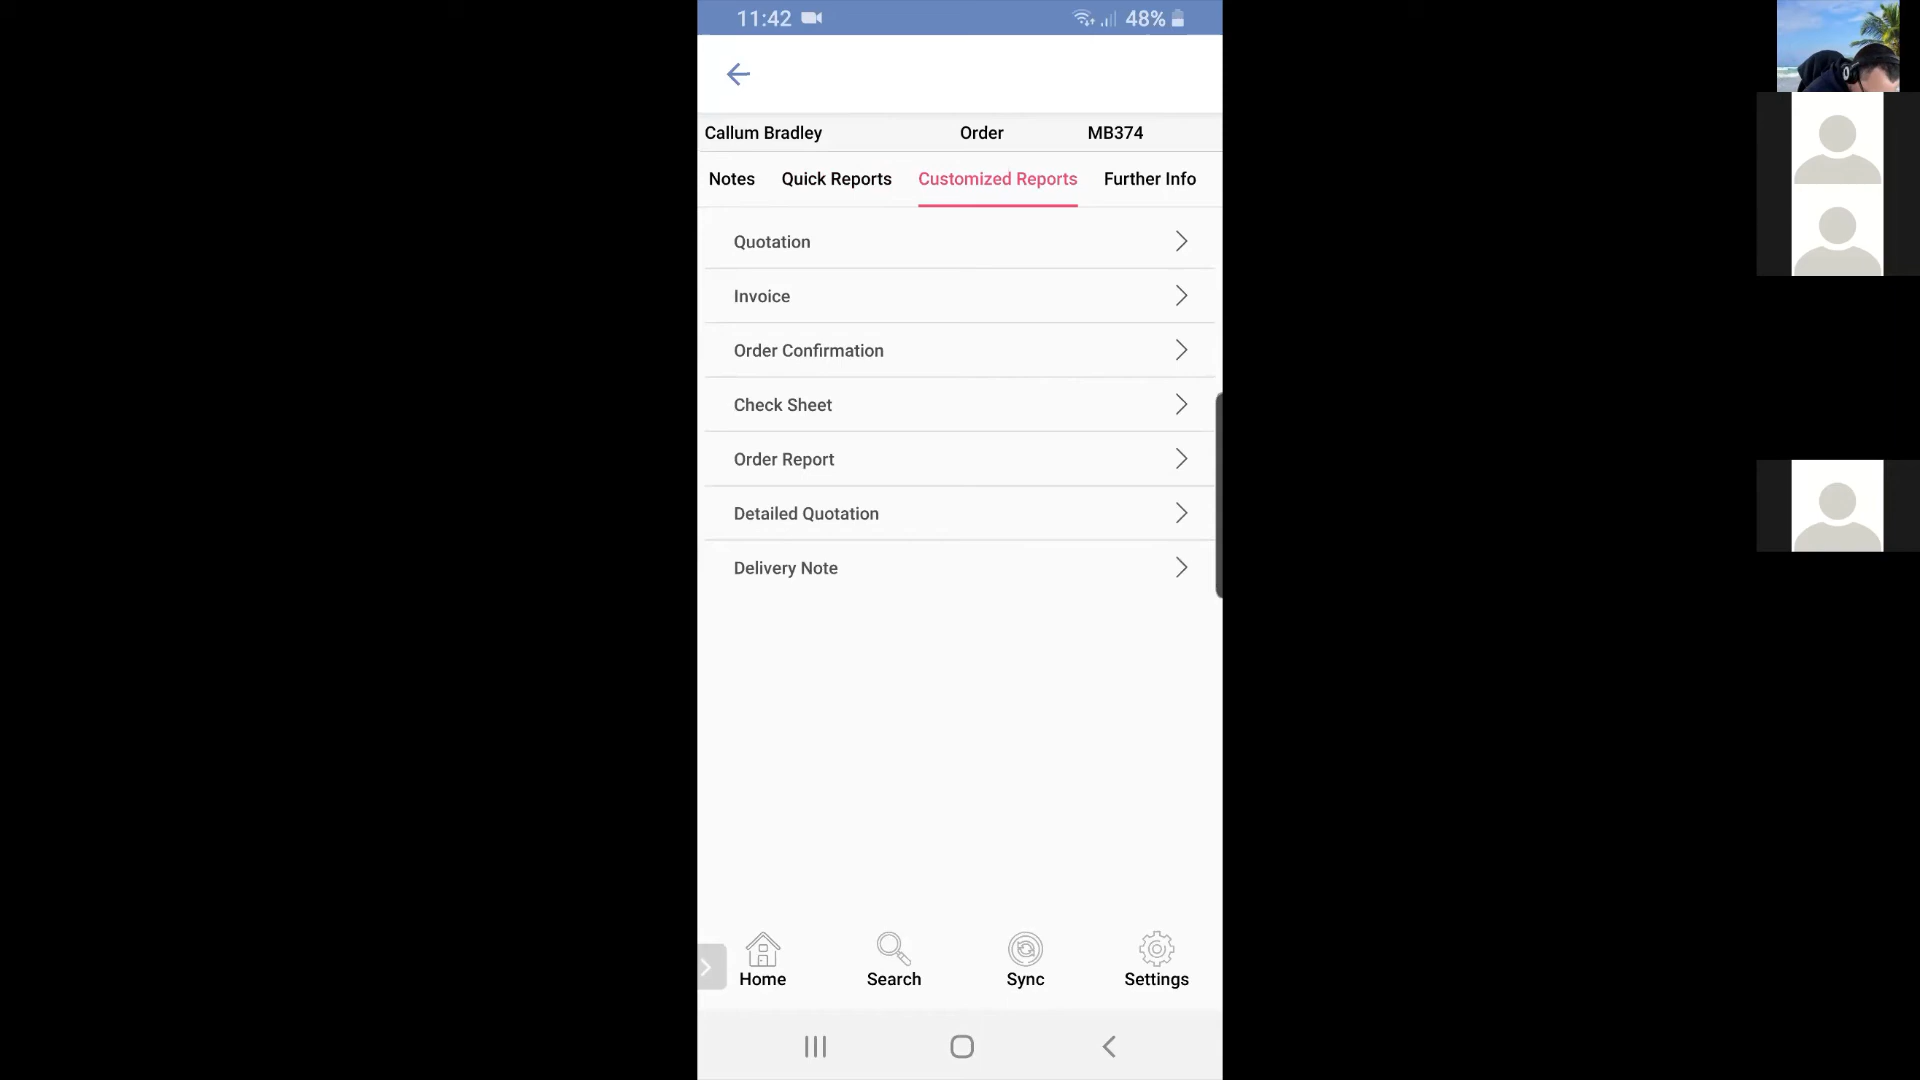 11:42 48%
Callum Bradley Order MB374
Notes Quick Reports Customized Reports Further Info
Quotation
Invoice
Order Confirmation
Check Sheet
Order Report
Detailed Quotation
Delivery Note
Home Search Sync Settings